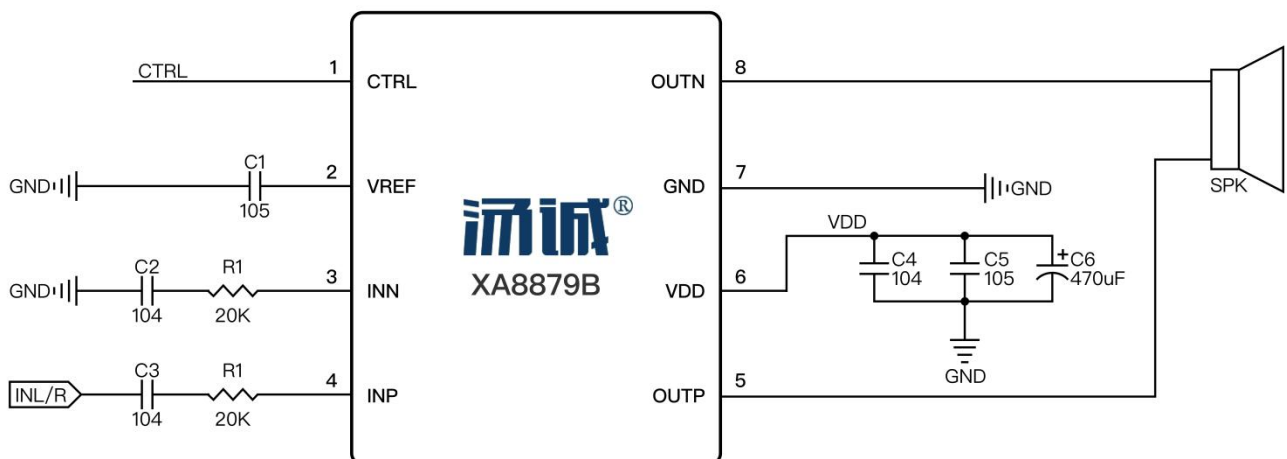 CTRL
1
CTRL
OUTN
8
C1
GND
105
2
VREF
GND
7
GND
SPK
汤诚®
XA8879B
C2
R1
GND
104
20K
3
INN
VDD
6
VDD
C4
104
C5
105
+C6
470uF
GND
C3
R1
INL/R
104
20K
4
INP
OUTP
5